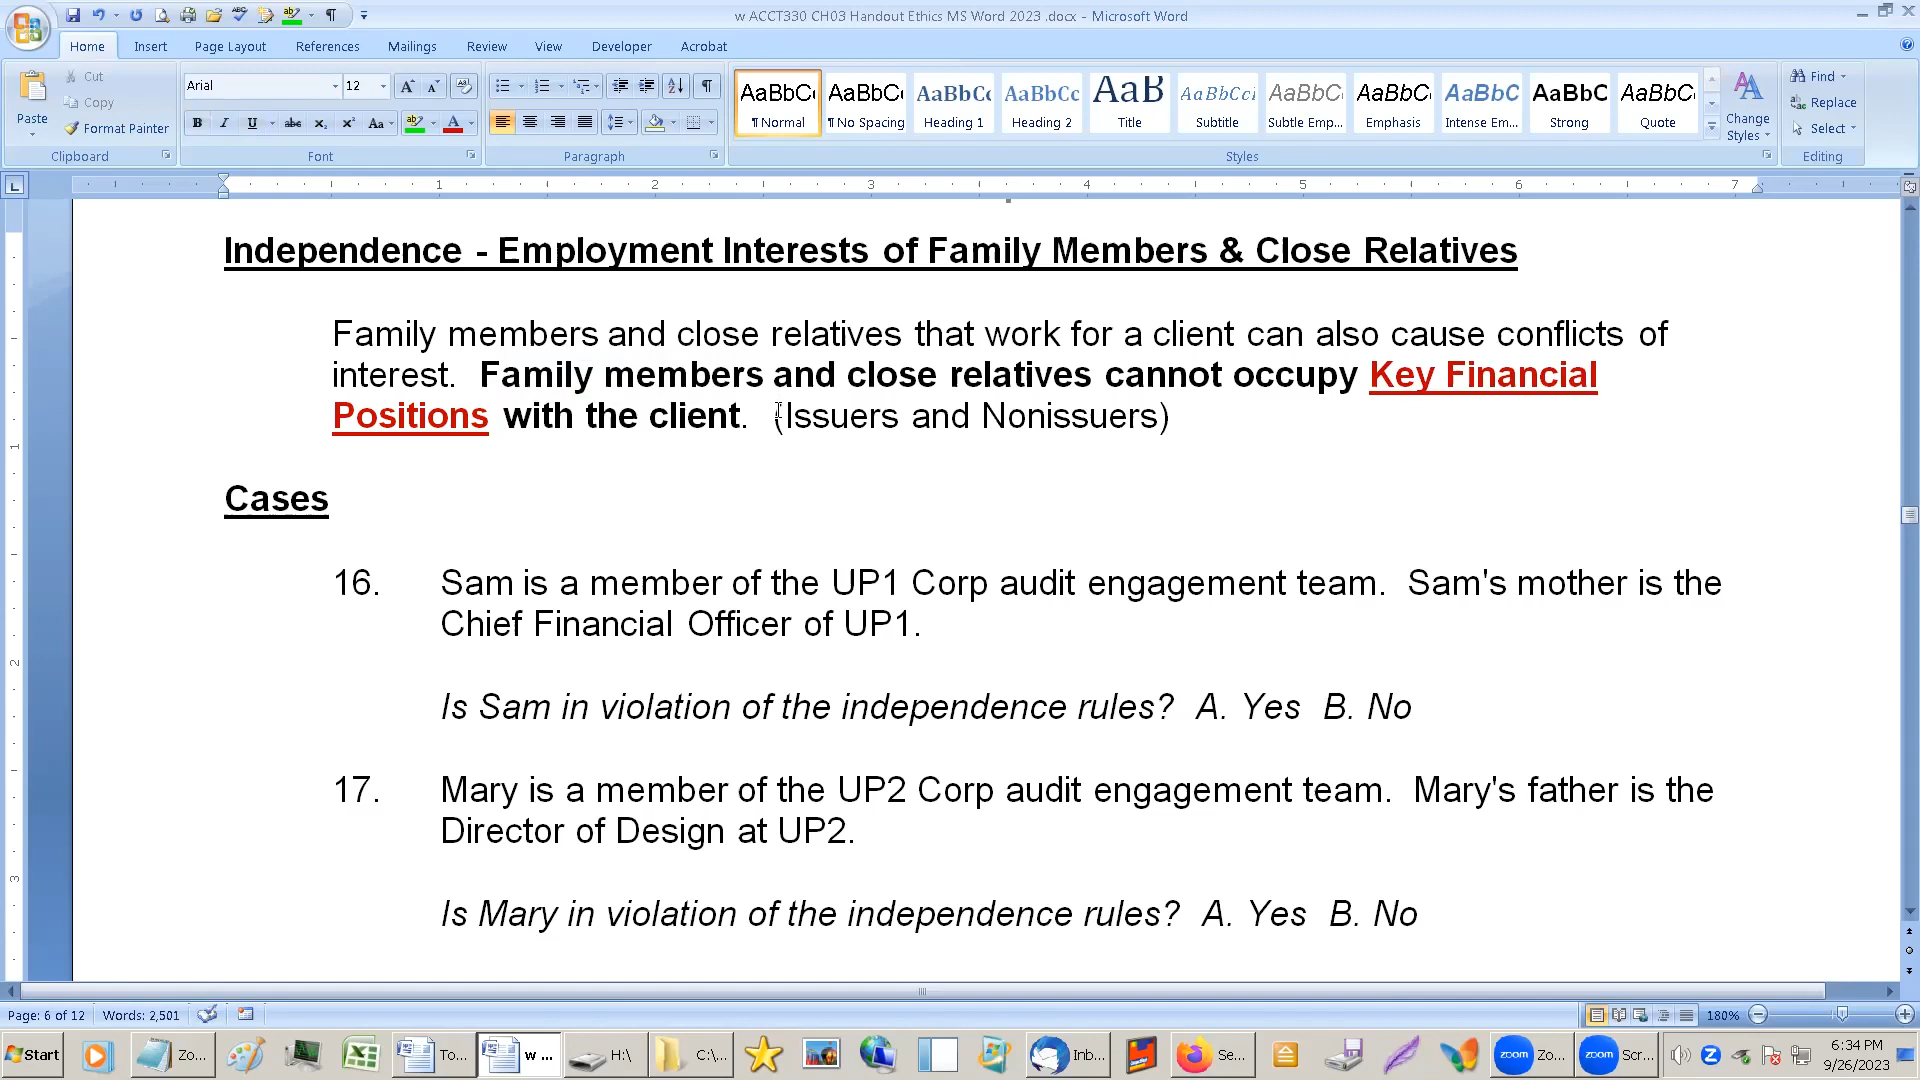 w ACCT330 CH03 Handout Ethics MS Word 2023 .docx - Microsoft Word
Home Insert Page Layout References Mailings Review View Developer Acrobat
Paste
Cut
Copy
Format Painter
Clipboard
Arial 12
Font
Paragraph
AaBbCc AaBbCc AaBbCc AaBbCc AaB AaBbCci AaBbCc AaBbCc AaBbC AaBbC AaBbCc
¶ Normal ¶ No Spacing Heading 1 Heading 2 Title Subtitle Subtle Emp... Emphasis Intense Em... Strong Quote
Change Styles
Styles
Find
Replace
Select
Editing
1 2 3 4 5 6 7
Independence - Employment Interests of Family Members & Close Relatives
Family members and close relatives that work for a client can also cause conflicts of
interest. Family members and close relatives cannot occupy Key Financial
Positions with the client. (Issuers and Nonissuers)
Cases
16. Sam is a member of the UP1 Corp audit engagement team. Sam's mother is the
Chief Financial Officer of UP1.
Is Sam in violation of the independence rules? A. Yes B. No
17. Mary is a member of the UP2 Corp audit engagement team. Mary's father is the
Director of Design at UP2.
Is Mary in violation of the independence rules? A. Yes B. No
Page: 6 of 12 Words: 2,501 180%
Start Zo... To... w ... H:\ C:\... Inb... Se... zoom Zo... zoom Scr... 6:34 PM
9/26/2023